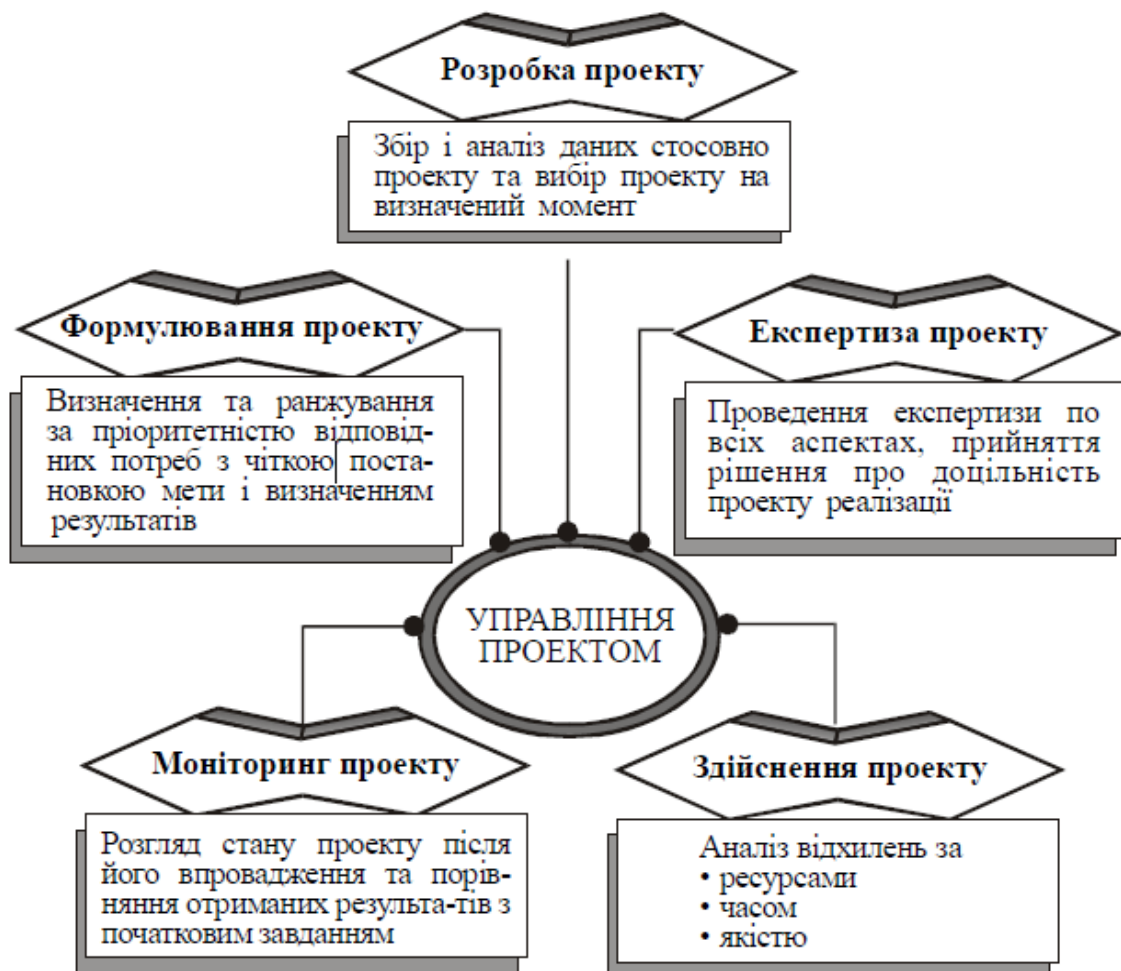 Розробка проекту
Збір і аналіз даних стосовно
проекту та вибір проекту на
визначений момент
Формулювання проекту
Визначення та ранжування
за пріоритетністю відповід-
них потреб з чіткою поста-
новкою мети і визначенням
результатів
Експертиза проекту
Проведення експертизи по
всіх аспектах, прийняття
рішення про доцільність
проекту реалізації
УПРАВЛІННЯ
ПРОЕКТОМ
Моніторинг проекту
Розгляд стану проекту після
його впровадження та порів-
няння отриманих результа-тів з
початковим завданням
Здійснення проекту
Аналіз відхилень за
• ресурсами
• часом
• якістю